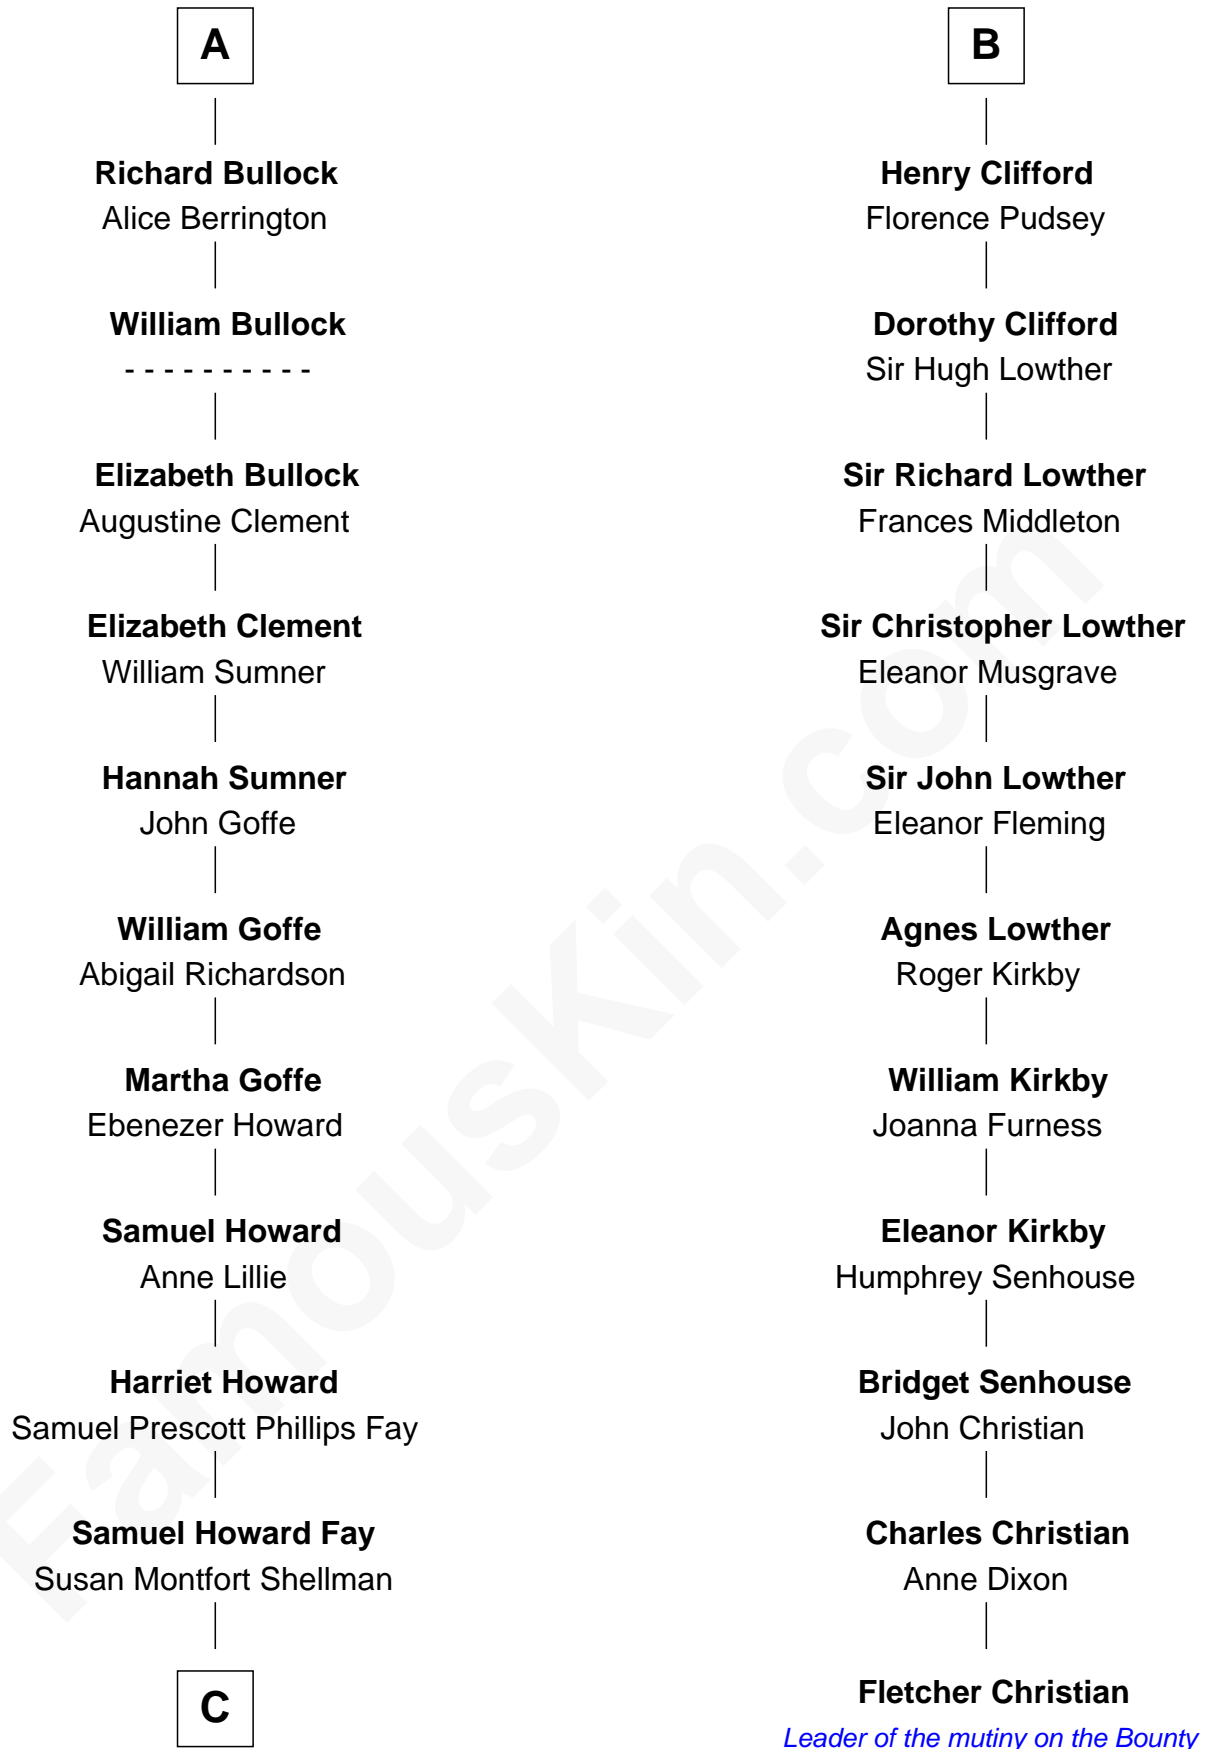 A
Richard Bullock
Alice Berrington
William Bullock
- - - - - - - - - -
Elizabeth Bullock
Augustine Clement
Elizabeth Clement
William Sumner
Hannah Sumner
John Goffe
William Goffe
Abigail Richardson
Martha Goffe
Ebenezer Howard
Samuel Howard
Anne Lillie
Harriet Howard
Samuel Prescott Phillips Fay
Samuel Howard Fay
Susan Montfort Shellman
C
B
Henry Clifford
Florence Pudsey
Dorothy Clifford
Sir Hugh Lowther
Sir Richard Lowther
Frances Middleton
Sir Christopher Lowther
Eleanor Musgrave
Sir John Lowther
Eleanor Fleming
Agnes Lowther
Roger Kirkby
William Kirkby
Joanna Furness
Eleanor Kirkby
Humphrey Senhouse
Bridget Senhouse
John Christian
Charles Christian
Anne Dixon
Fletcher Christian
Leader of the mutiny on the Bounty
FamousKin.com